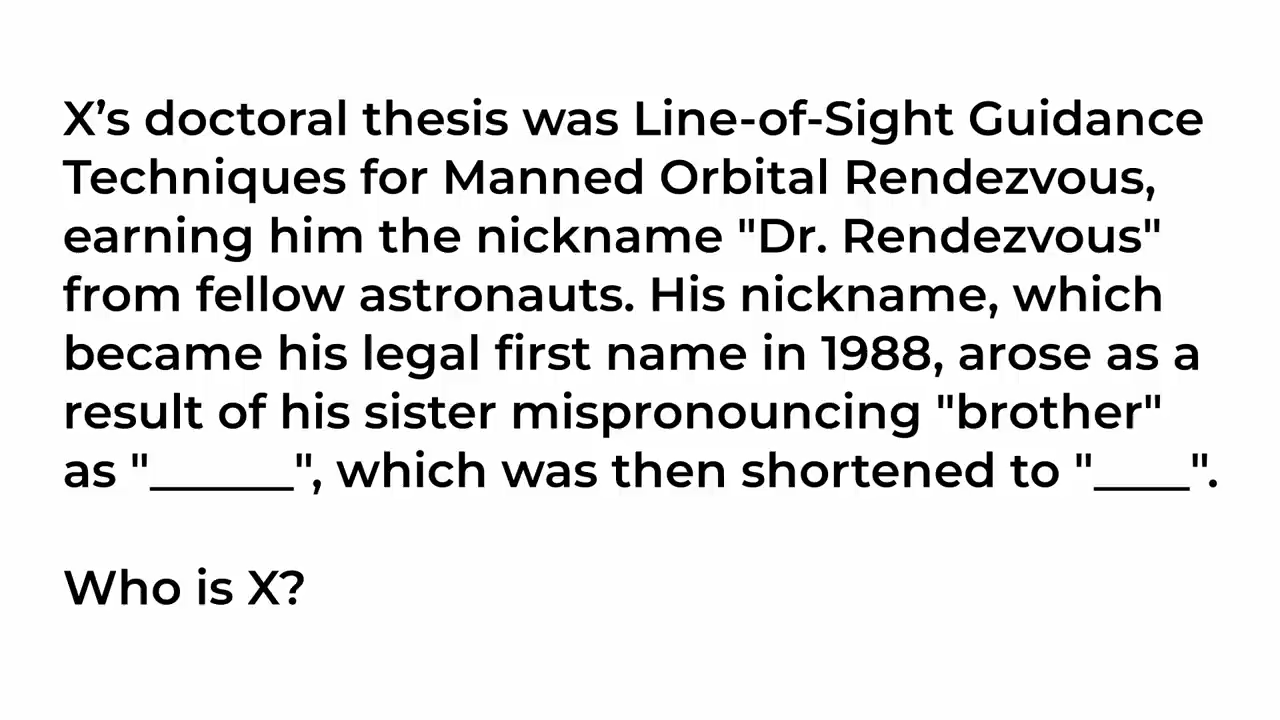 X’s doctoral thesis was Line-of-Sight Guidance
Techniques for Manned Orbital Rendezvous,
earning him the nickname "Dr. Rendezvous"
from fellow astronauts. His nickname, which
became his legal first name in 1988, arose as a
result of his sister mispronouncing "brother"
as "______", which was then shortened to "____".
Who is X?